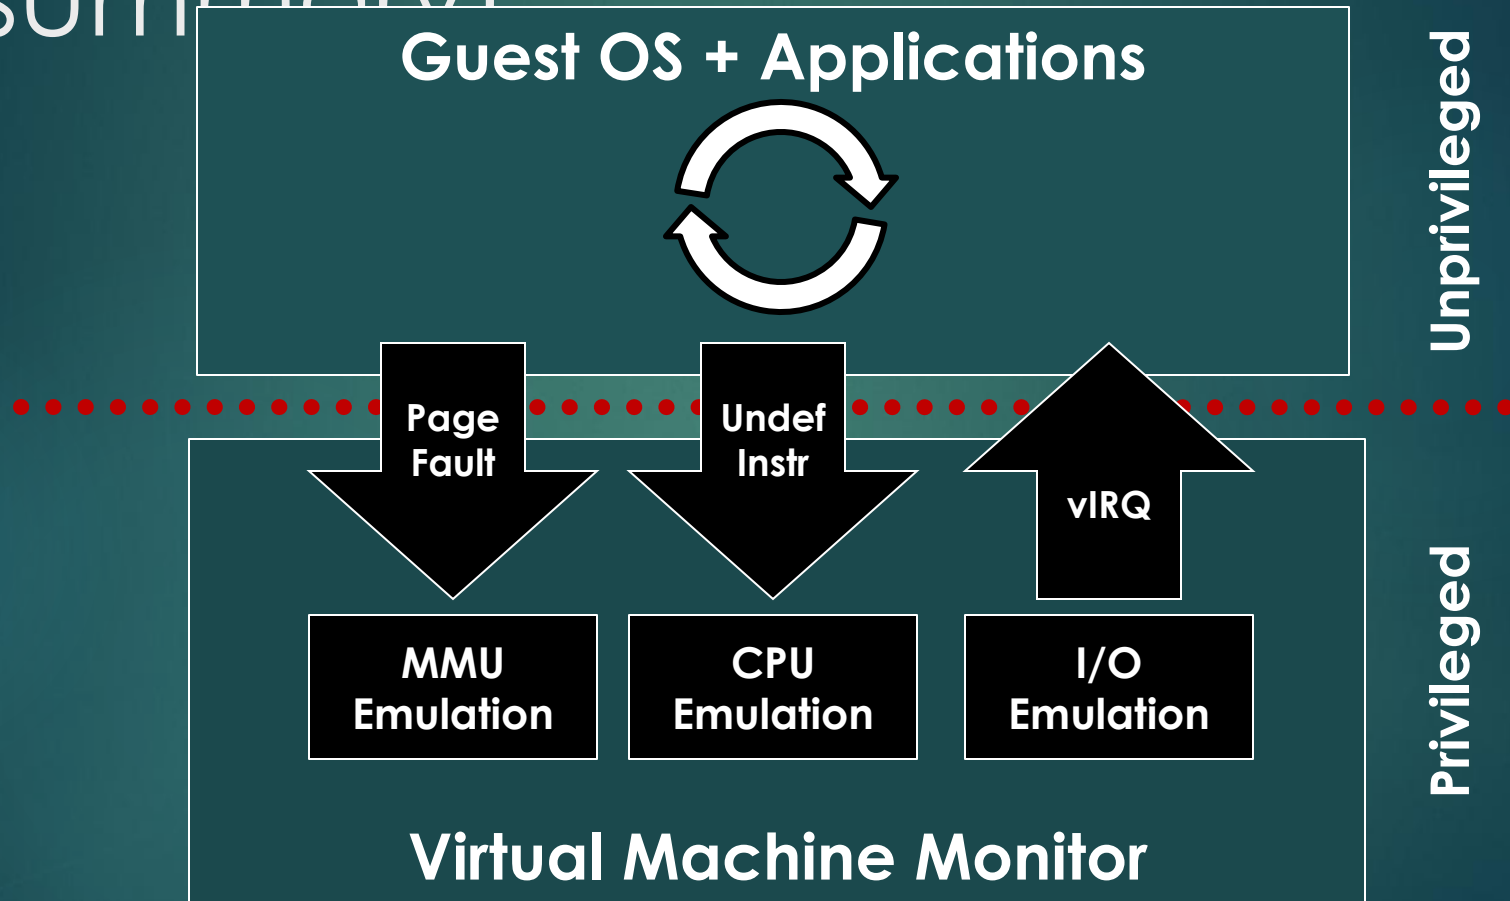 Guest OS + Applications
Unprivileged
Page
Fault
Undef
Instr
vIRQ
MMU
Emulation
CPU
Emulation
I/O
Emulation
Privileged
Virtual Machine Monitor